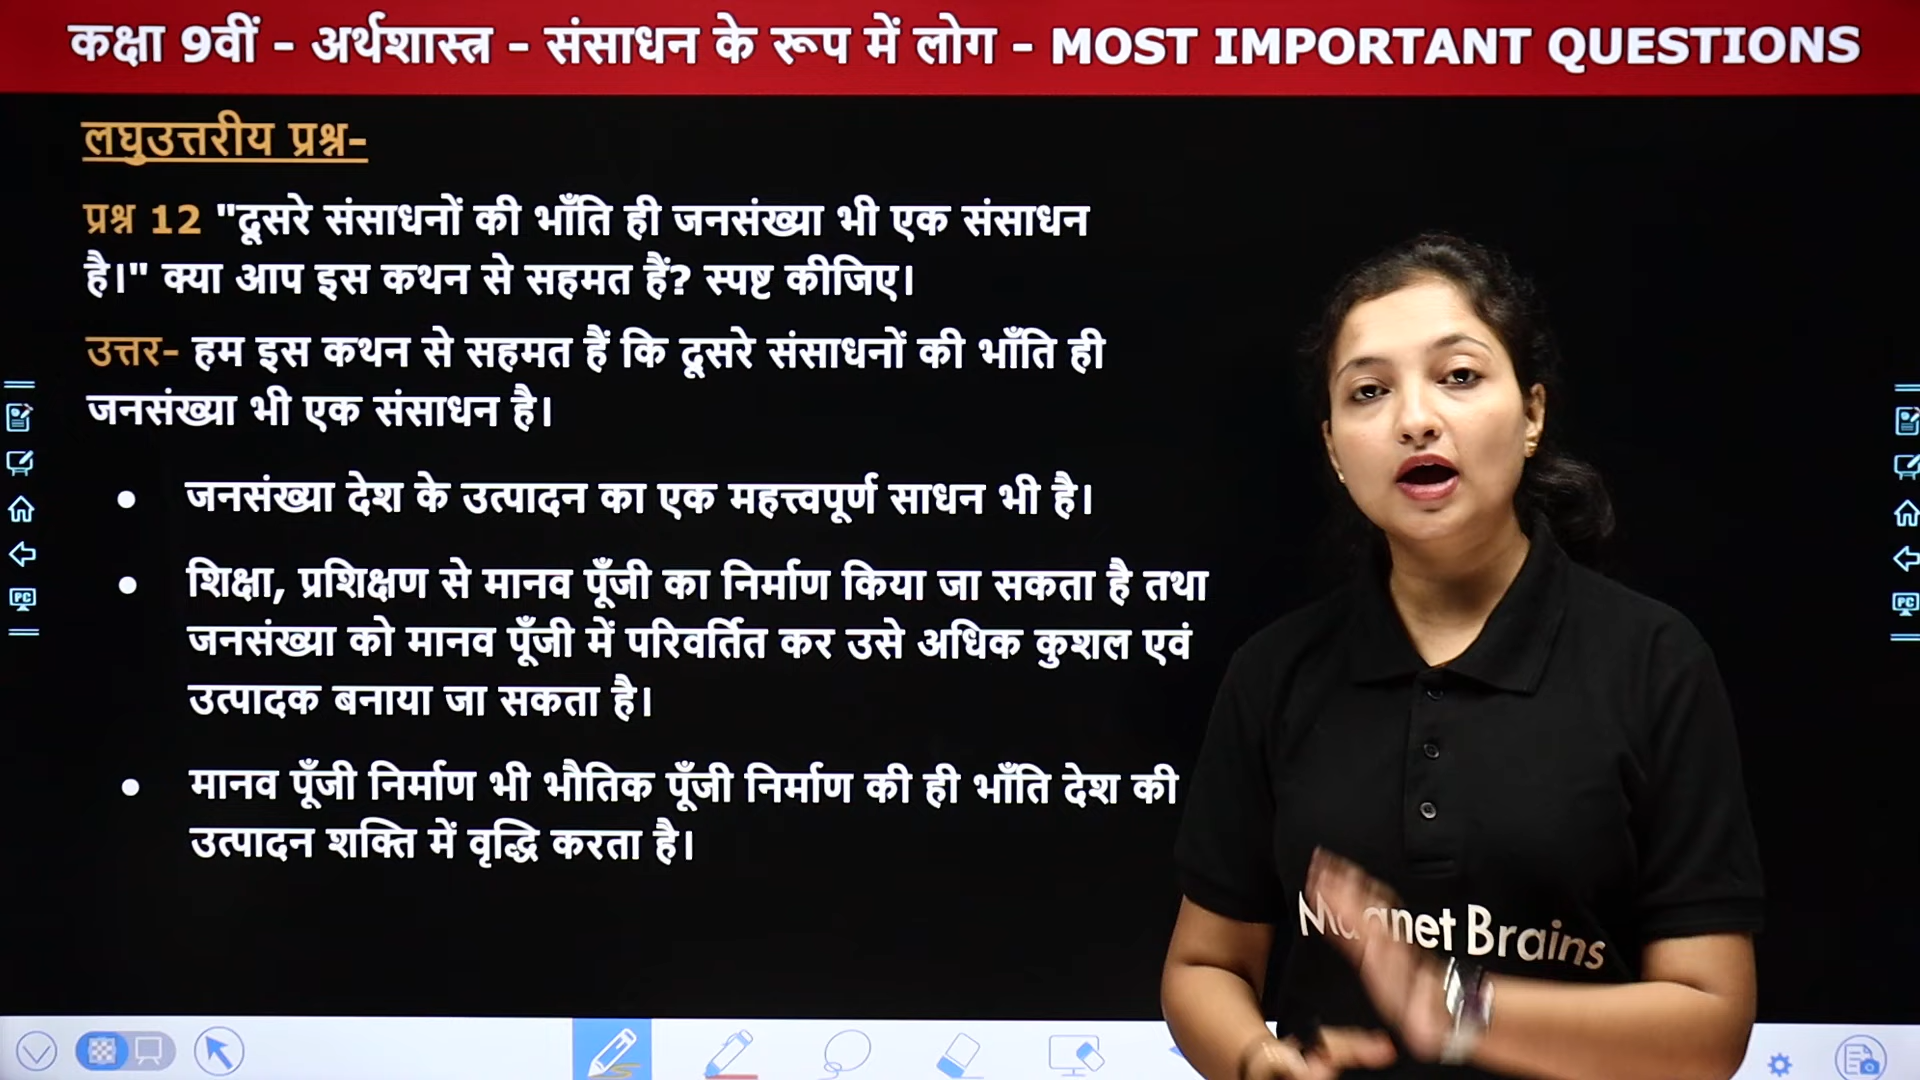 कक्षा 9वीं - अर्थशास्त्र - संसाधन के रूप में लोग - MOST IMPORTANT QUESTIONS
लघुउत्तरीय प्रश्न-
प्रश्न 12 "दूसरे संसाधनों की भाँति ही जनसंख्या भी एक संसाधन
है।" क्या आप इस कथन से सहमत हैं? स्पष्ट कीजिए।
उत्तर- हम इस कथन से सहमत हैं कि दूसरे संसाधनों की भाँति ही
जनसंख्या भी एक संसाधन है।
• जनसंख्या देश के उत्पादन का एक महत्त्वपूर्ण साधन भी है।
• शिक्षा, प्रशिक्षण से मानव पूँजी का निर्माण किया जा सकता है तथा
जनसंख्या को मानव पूँजी में परिवर्तित कर उसे अधिक कुशल एवं
उत्पादक बनाया जा सकता है।
• मानव पूँजी निर्माण भी भौतिक पूँजी निर्माण की ही भाँति देश की
उत्पादन शक्ति में वृद्धि करता है।
Magnet Brains
PC
PC